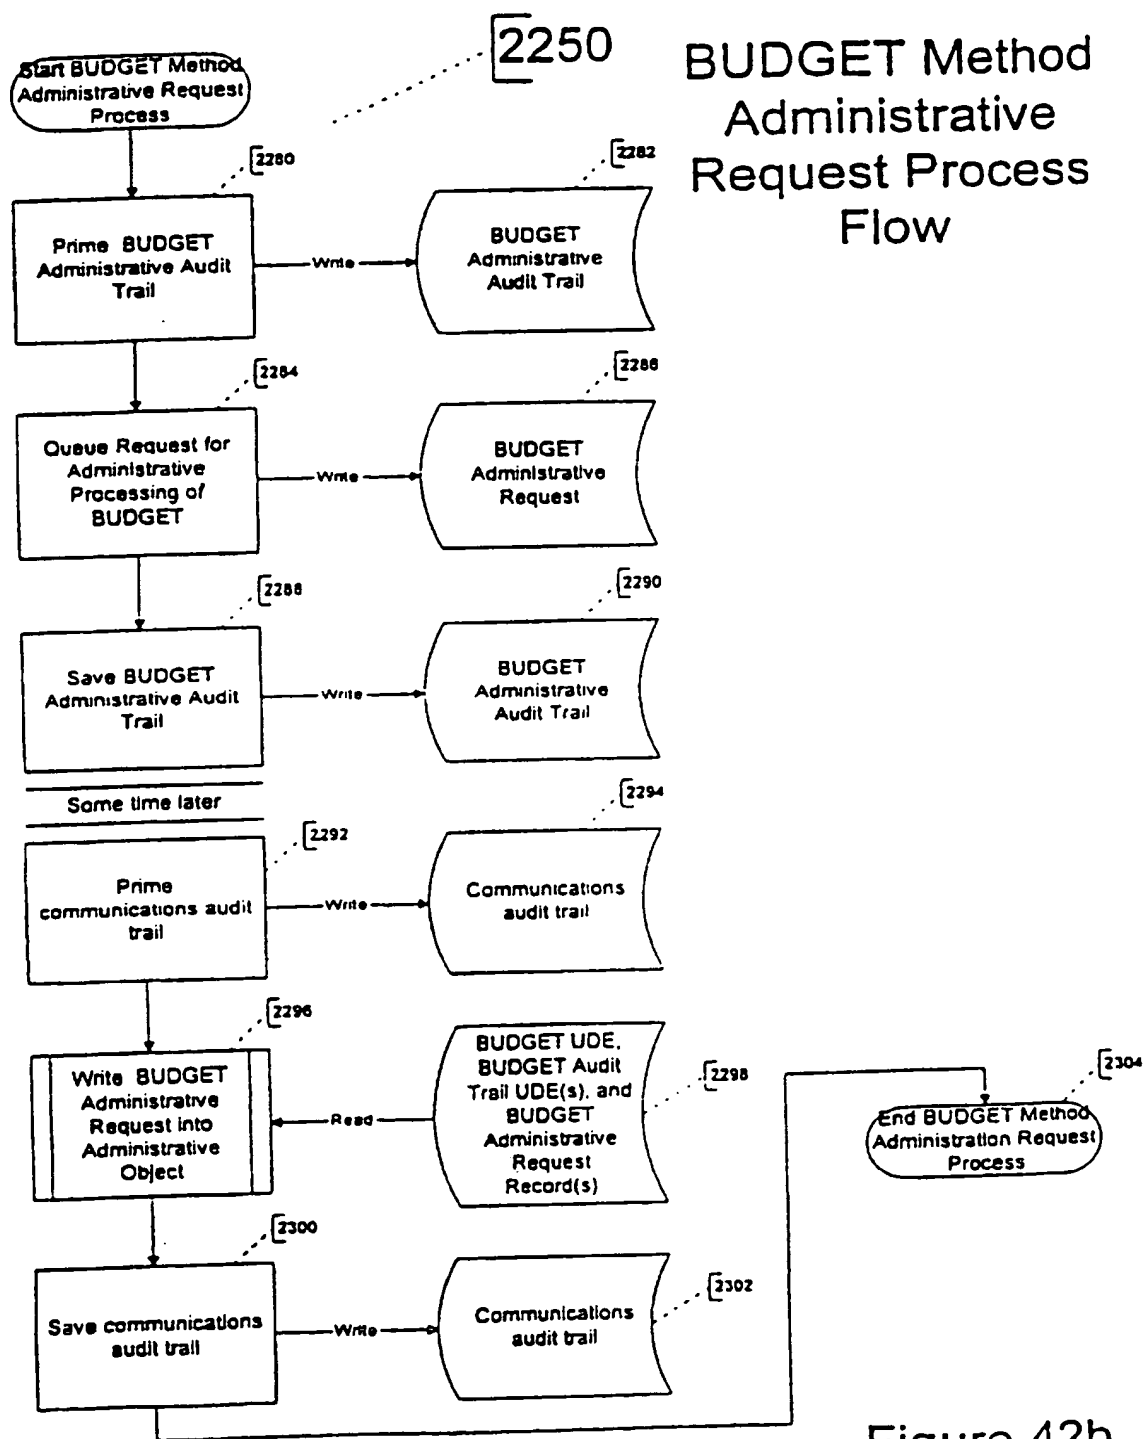 2250
BUDGET Method
Administrative
Request Process
Flow
Start BUDGET Method
Administrative Request
Process
2280
2282
Prime BUDGET
Administrative Audit
Trail
Write
BUDGET
Administrative
Audit Trail
2284
2286
Queue Request for
Administrative
Processing of
BUDGET
Write
BUDGET
Administrative
Request
2288
2290
Save BUDGET
Administrative Audit
Trail
Write
BUDGET
Administrative
Audit Trail
Some time later
2292
2294
Prime
communications audit
trail
Write
Communications
audit trail
2296
2298
Write BUDGET
Administrative
Request into
Administrative
Object
Read
BUDGET UDE,
BUDGET Audit
Trail UDE(s), and
BUDGET
Administrative
Request
Record(s)
2304
End BUDGET Method
Administration Request
Process
2300
2302
Save communications
audit trail
Write
Communications
audit trail
Figure 42b